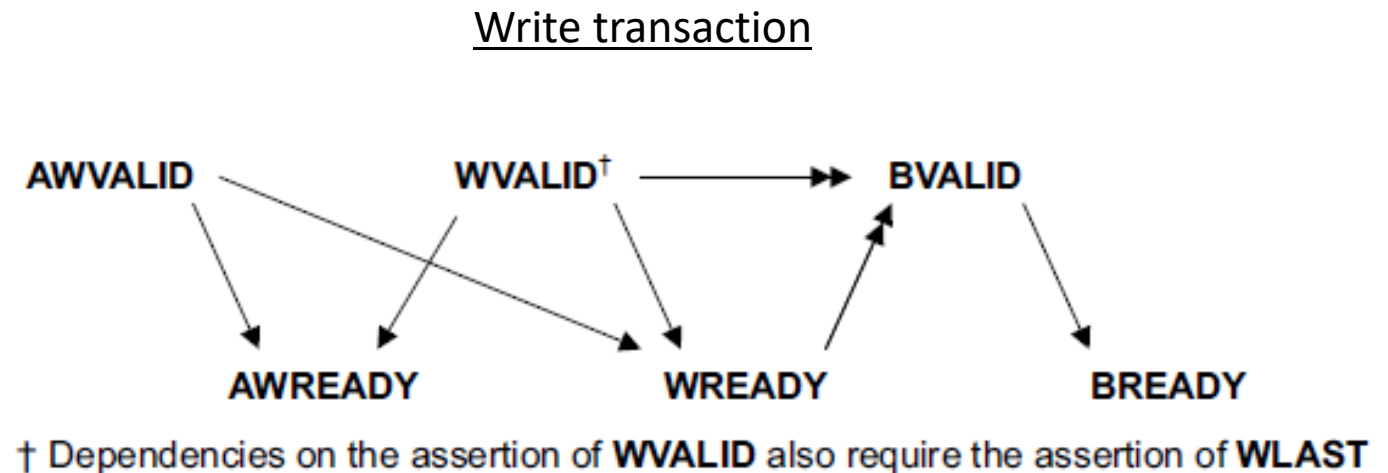 Write transaction
AWVALID WVALID† BVALID
AWREADY WREADY BREADY
† Dependencies on the assertion of WVALID also require the assertion of WLAST